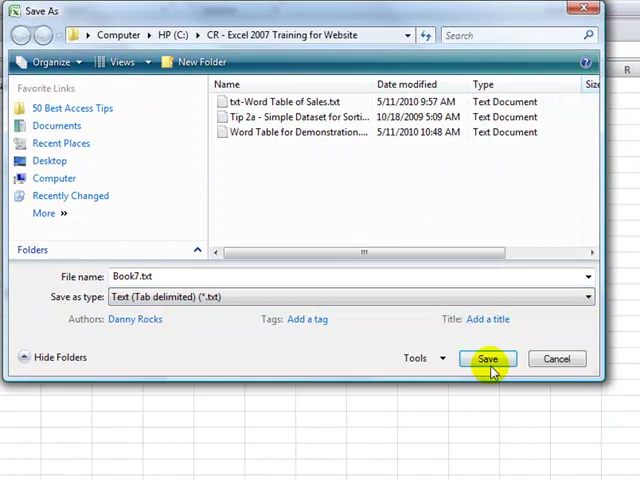 Save As
Computer HP (C:) CR - Excel 2007 Training for Website Search
Organize Views New Folder ?
R
Favorite Links
50 Best Access Tips
Documents
Recent Places
Desktop
Computer
Recently Changed
More »
Folders
Name Date modified Type Size
txt-Word Table of Sales.txt 5/11/2010 9:57 AM Text Document
Tip 2a - Simple Dataset for Sorti... 10/18/2009 5:09 AM Text Document
Word Table for Demonstration.... 5/11/2010 10:48 AM Text Document
File name: Book7.txt
Save as type: Text (Tab delimited) (*.txt)
Authors: Danny Rocks Tags: Add a tag Title: Add a title
Hide Folders Tools Save Cancel